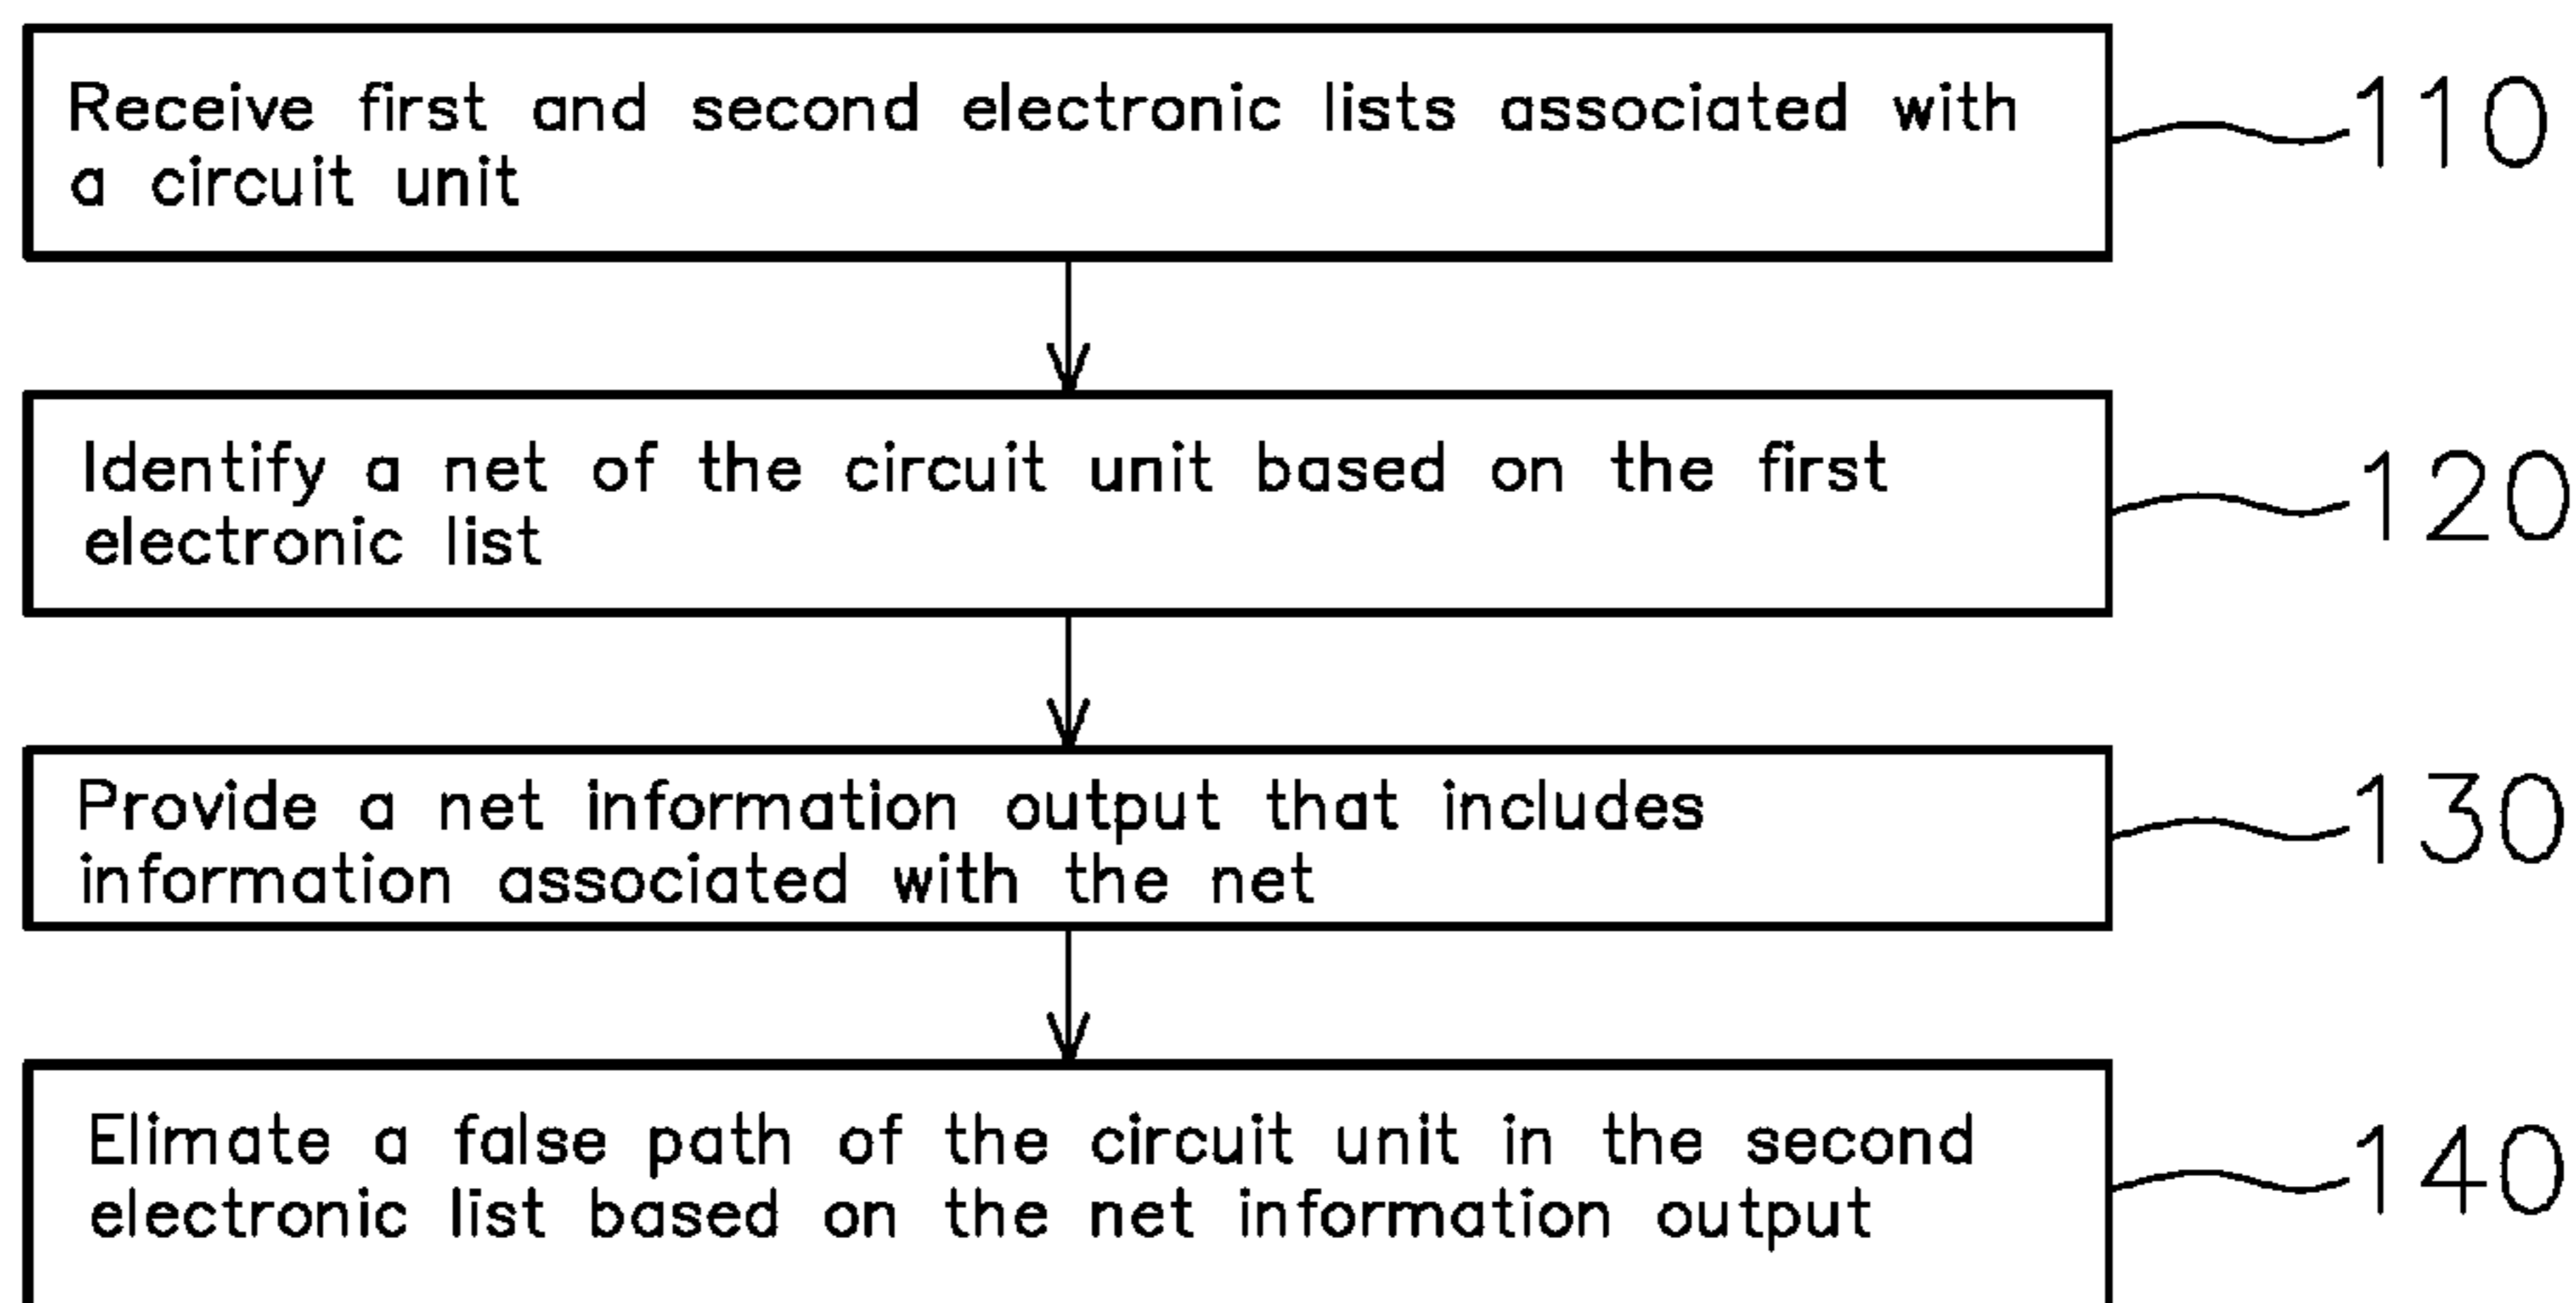 Receive first and second electronic lists associated with
a circuit unit
110
Identify a net of the circuit unit based on the first
electronic list
120
Provide a net information output that includes
information associated with the net
130
Elimate a false path of the circuit unit in the second
electronic list based on the net information output
140